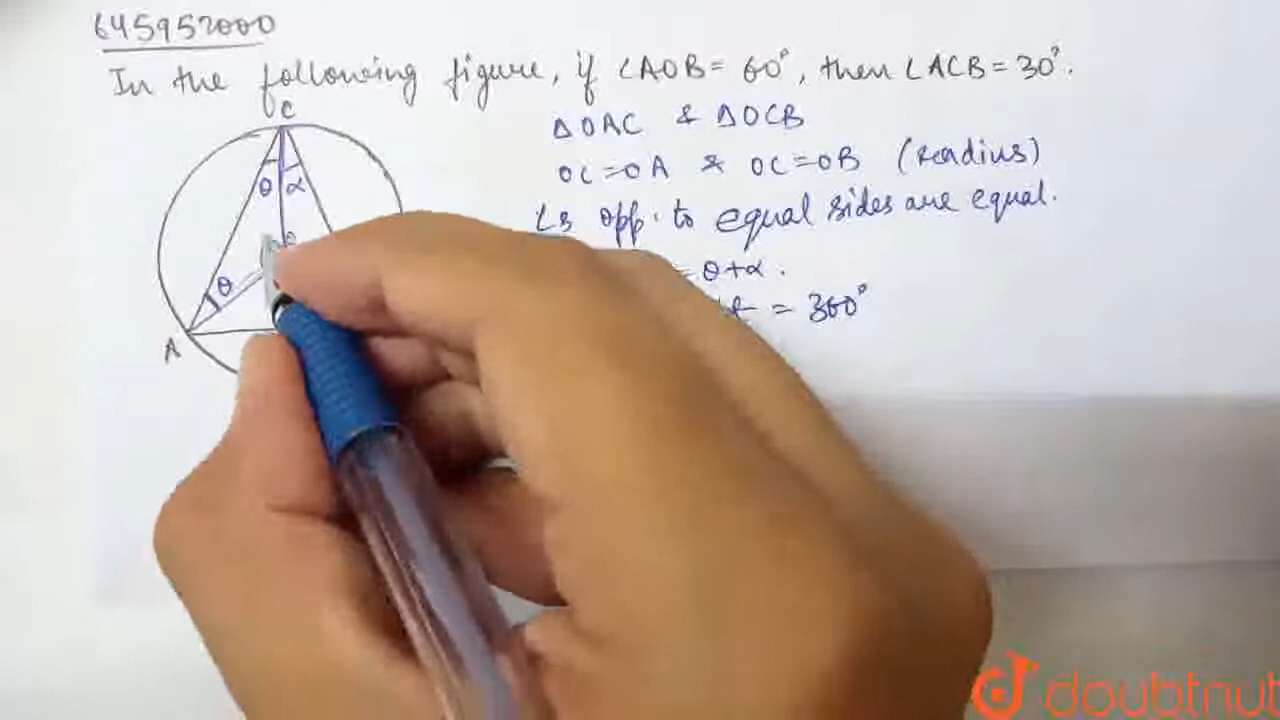 645952000
In the following figure, if ∠AOB = 60°, then ∠ACB = 30°.
C
ΔOAC & ΔOCB
OC=OA & OC=OB (radius)
θ α
∠s opp. to equal sides are equal.
θ
= θ+α.
= 360°
A
doubtnut